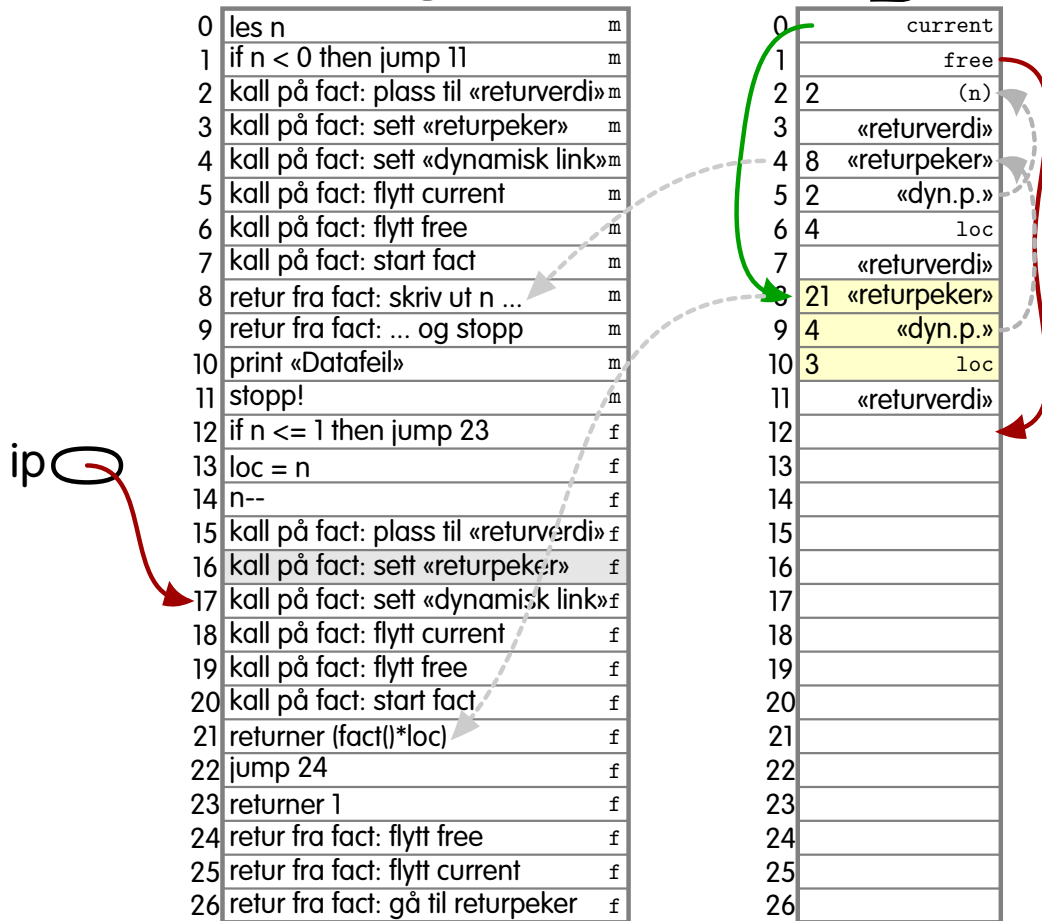 0 les n m
1 if n < 0 then jump 11 m
2 kall på fact: plass til «returverdi» m
3 kall på fact: sett «returpeker» m
4 kall på fact: sett «dynamisk link» m
5 kall på fact: flytt current m
6 kall på fact: flytt free m
7 kall på fact: start fact m
8 retur fra fact: skriv ut n ... m
9 retur fra fact: ... og stopp m
10 print «Datafeil» m
11 stopp! m
12 if n <= 1 then jump 23 f
ip
13 loc = n f
14 n-- f
15 kall på fact: plass til «returverdi» f
16 kall på fact: sett «returpeker» f
17 kall på fact: sett «dynamisk link» f
18 kall på fact: flytt current f
19 kall på fact: flytt free f
20 kall på fact: start fact f
21 returner (fact()*loc) f
22 jump 24 f
23 returner 1 f
24 retur fra fact: flytt free f
25 retur fra fact: flytt current f
26 retur fra fact: gå til returpeker f
0 current
1 free
2 2 (n)
3 «returverdi»
4 8 «returpeker»
5 2 «dyn.p.»
6 4 loc
7 «returverdi»
8 21 «returpeker»
9 4 «dyn.p.»
10 3 loc
11 «returverdi»
12
13
14
15
16
17
18
19
20
21
22
23
24
25
26